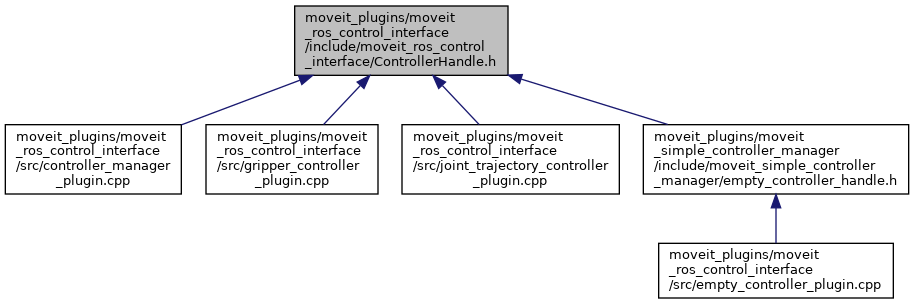 moveit_plugins/moveit
_ros_control_interface
/include/moveit_ros_control
_interface/ControllerHandle.h
moveit_plugins/moveit
_ros_control_interface
/src/controller_manager
_plugin.cpp
moveit_plugins/moveit
_ros_control_interface
/src/gripper_controller
_plugin.cpp
moveit_plugins/moveit
_ros_control_interface
/src/joint_trajectory_controller
_plugin.cpp
moveit_plugins/moveit
_simple_controller_manager
/include/moveit_simple_controller
_manager/empty_controller_handle.h
moveit_plugins/moveit
_ros_control_interface
/src/empty_controller_plugin.cpp